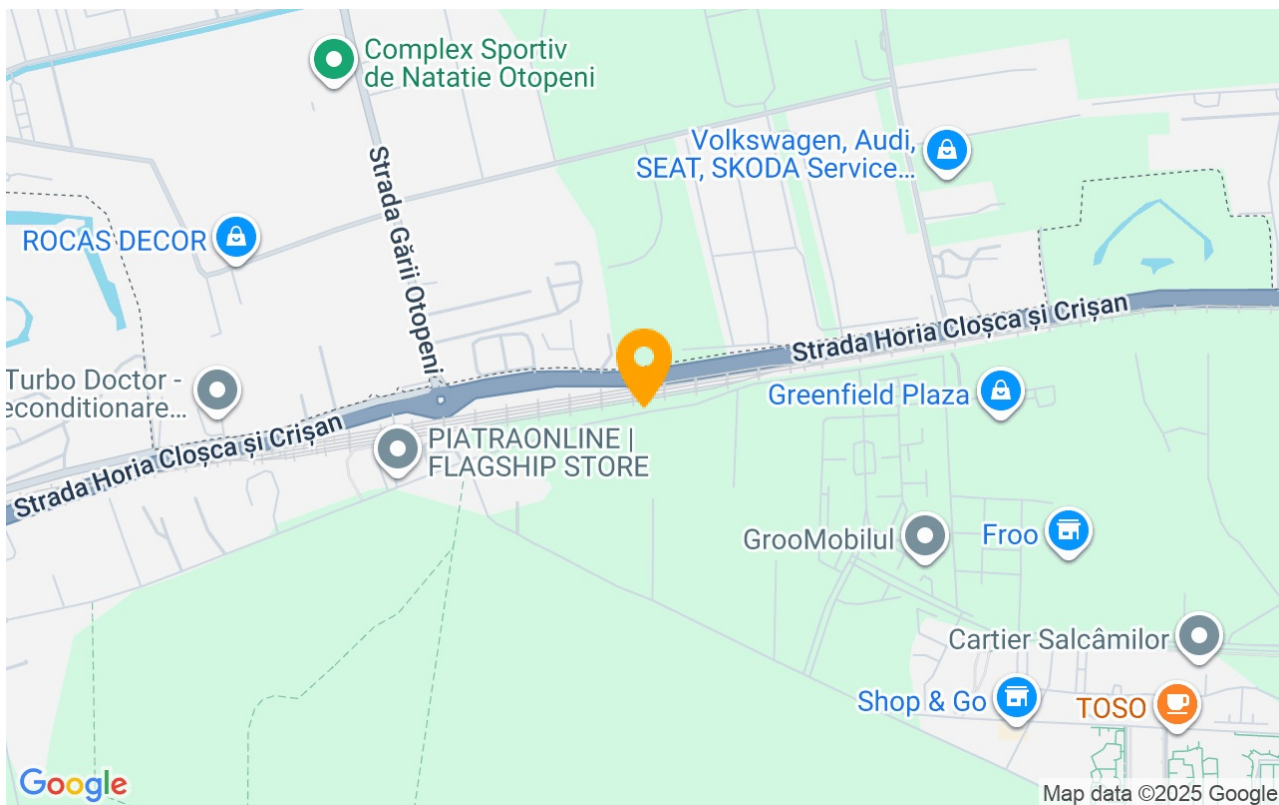 Complex Sportiv
de Natatie Otopeni
Volkswagen, Audi,
SEAT, SKODA Service...
Strada Gării Otopeni
ROCAS DECOR
Strada Horia Cloșca și Crișan
Turbo Doctor -
econditionare...
Greenfield Plaza
PIATRAONLINE |
FLAGSHIP STORE
Strada Horia Cloșca și Crișan
GrooMobilul
Froo
Cartier Salcâmilor
Shop & Go
TOSO
Google
Map data ©2025 Google